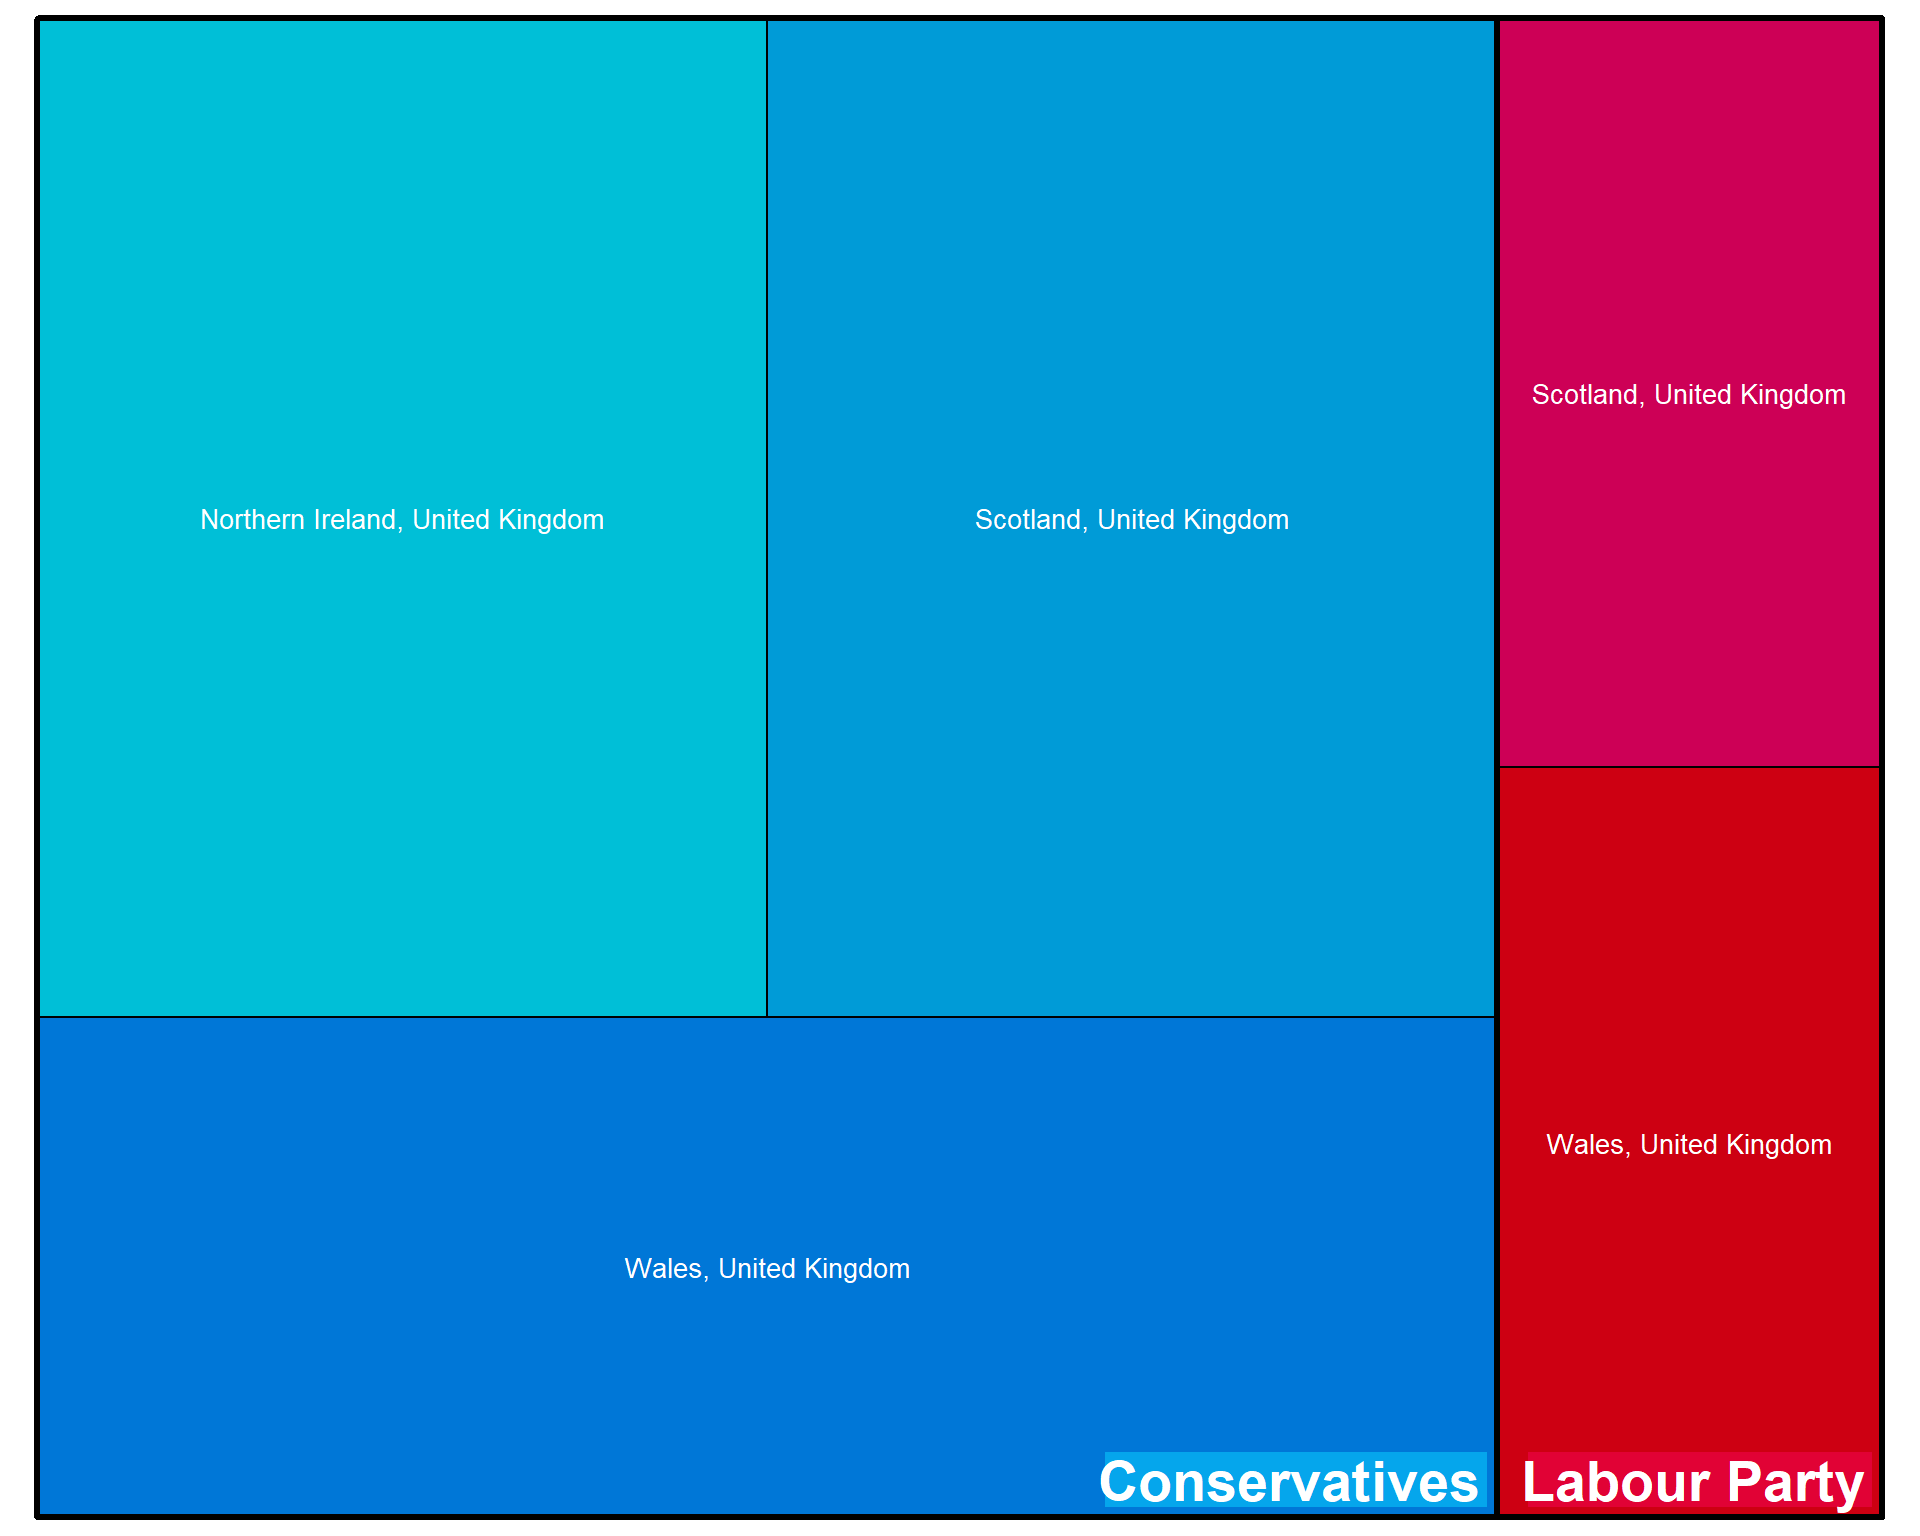 Scotland, United Kingdom
Northern Ireland, United Kingdom
Scotland, United Kingdom
Wales, United Kingdom
Wales, United Kingdom
Conservatives
Labour Party